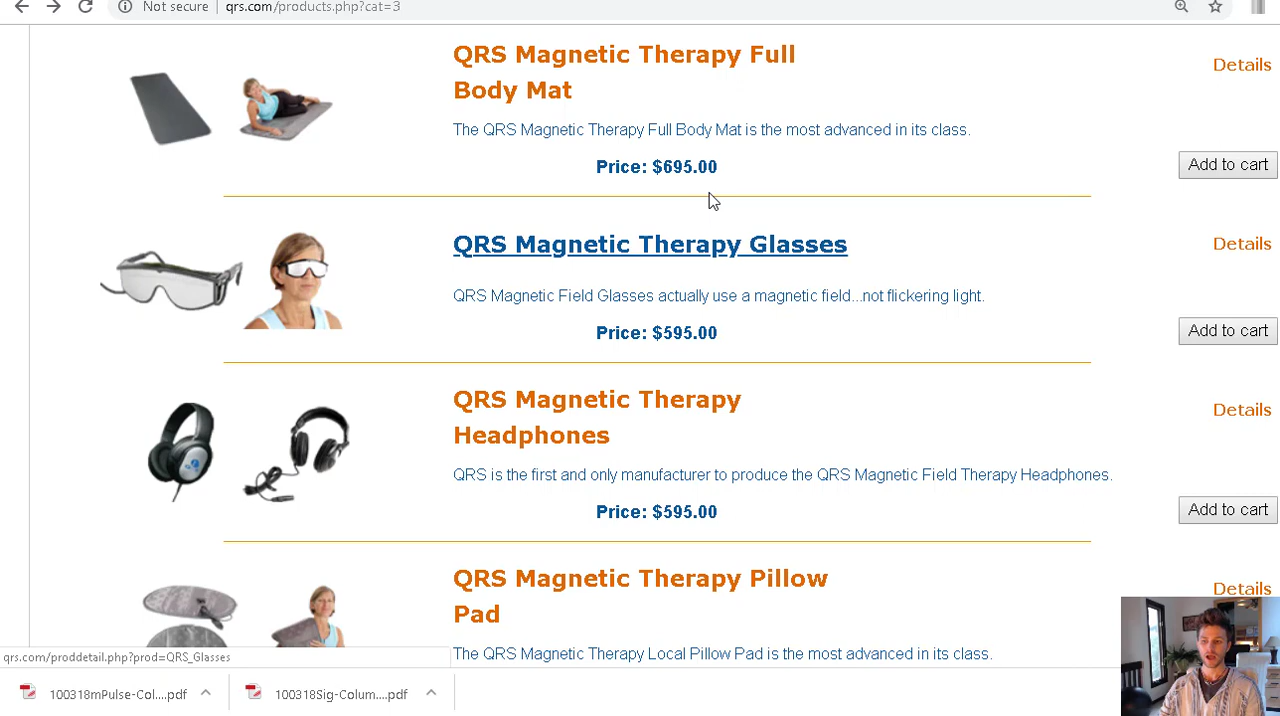 Not secure | qrs.com/products.php?cat=3
QRS Magnetic Therapy Full
Body Mat
Details
The QRS Magnetic Therapy Full Body Mat is the most advanced in its class.
Price: $695.00
Add to cart
QRS Magnetic Therapy Glasses
Details
QRS Magnetic Field Glasses actually use a magnetic field...not flickering light.
Price: $595.00
Add to cart
QRS Magnetic Therapy
Headphones
Details
QRS is the first and only manufacturer to produce the QRS Magnetic Field Therapy Headphones.
Price: $595.00
Add to cart
QRS Magnetic Therapy Pillow
Pad
Details
The QRS Magnetic Therapy Local Pillow Pad is the most advanced in its class.
qrs.com/proddetail.php?prod=QRS_Glasses
100318mPulse-Col....pdf
100318Sig-Colum....pdf